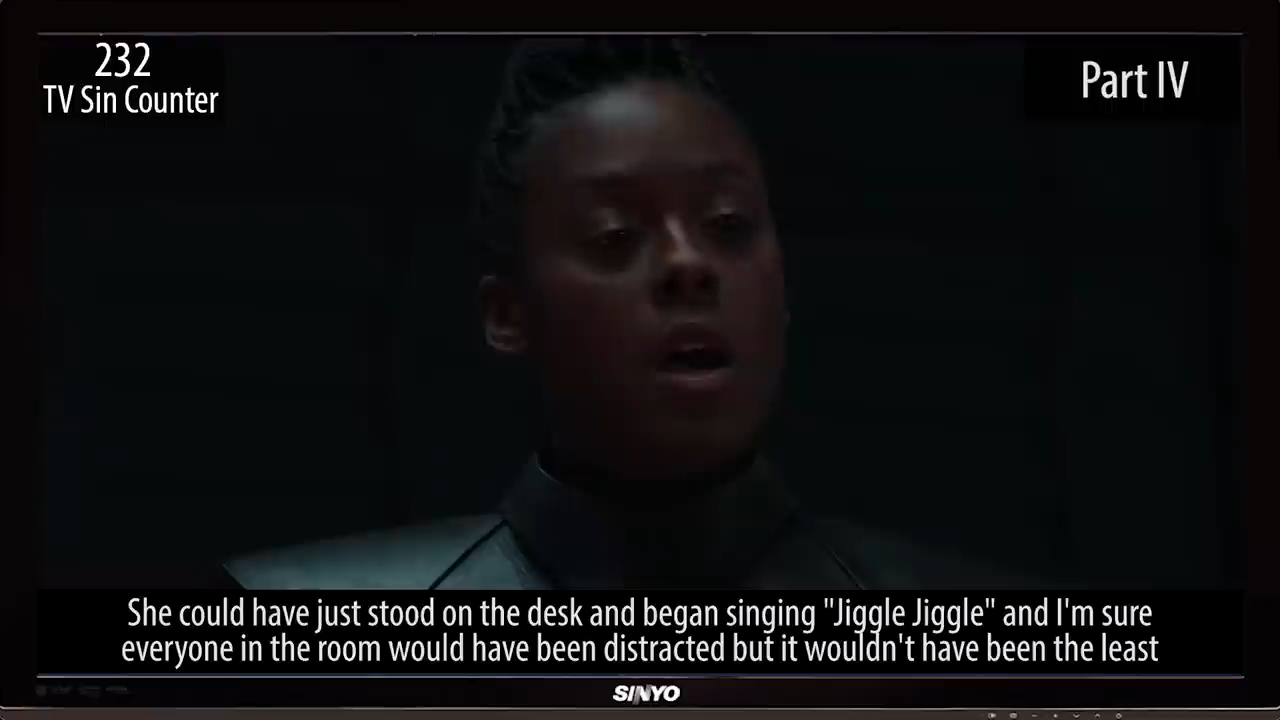 232
TV Sin Counter
Part IV
She could have just stood on the desk and began singing "Jiggle Jiggle" and I'm sure
everyone in the room would have been distracted but it wouldn't have been the least
SINYO